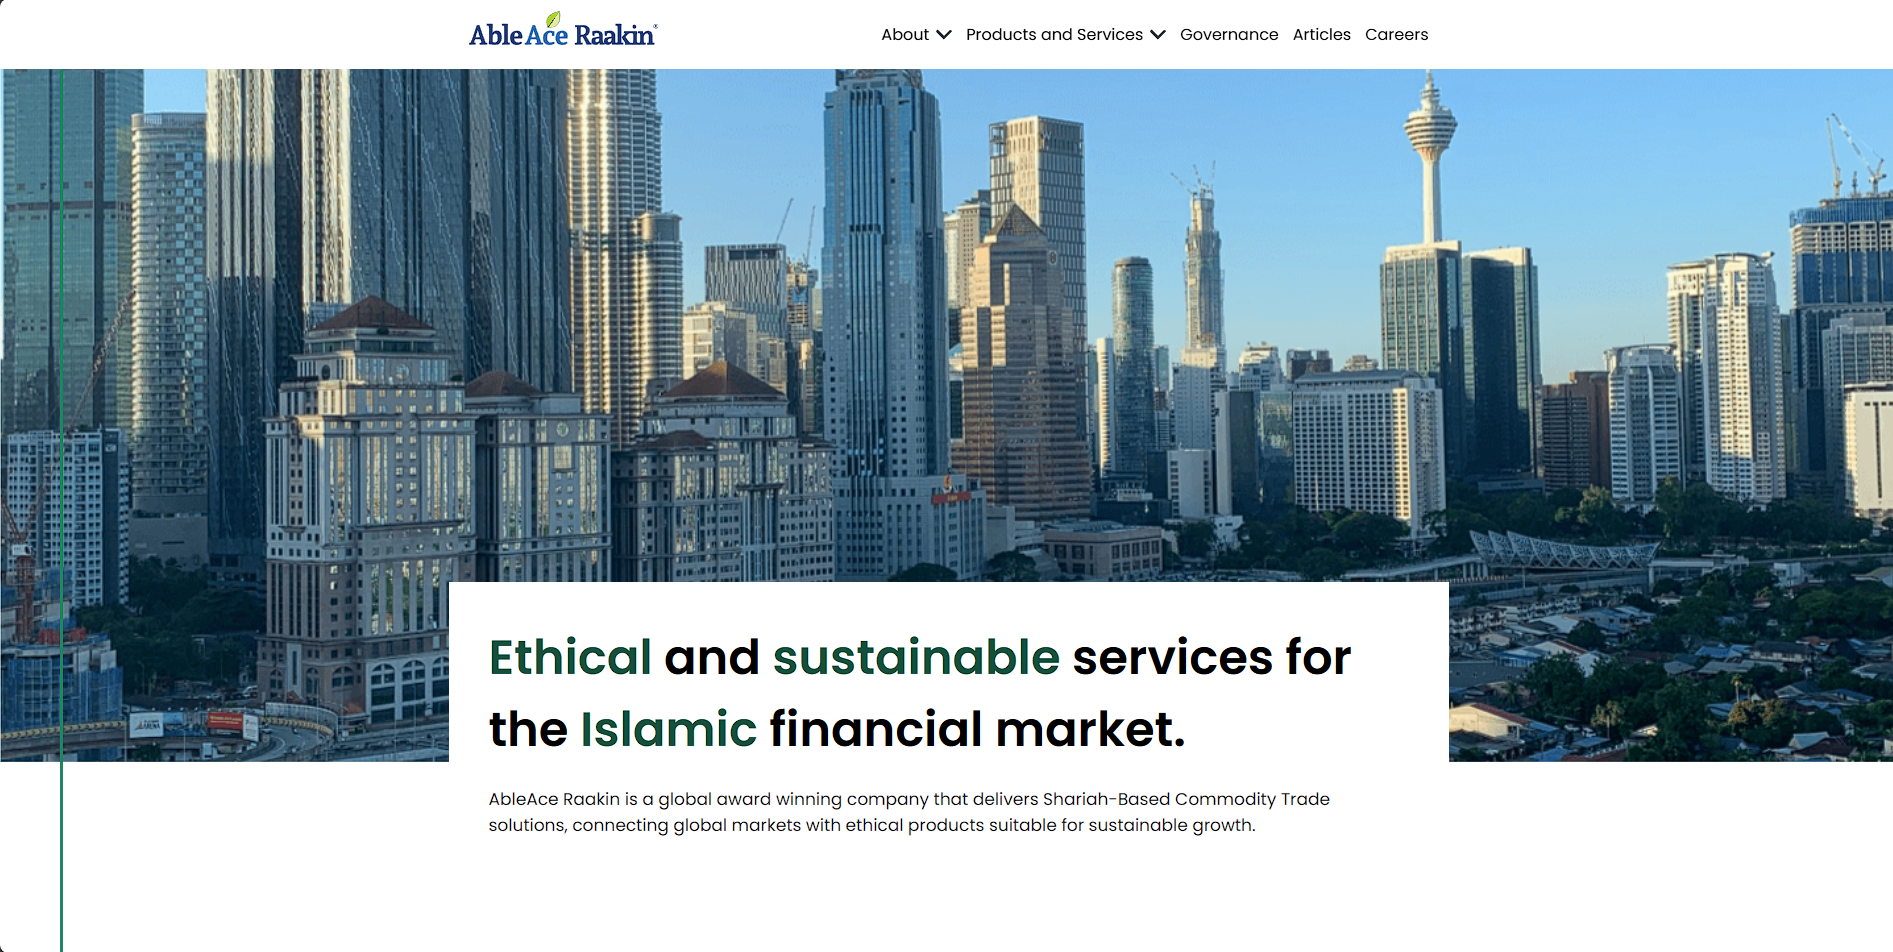 AbleAce Raakin®
About Products and Services Governance Articles Careers
Ethical and sustainable services for
the Islamic financial market.
AbleAce Raakin is a global award winning company that delivers Shariah-Based Commodity Trade
solutions, connecting global markets with ethical products suitable for sustainable growth.